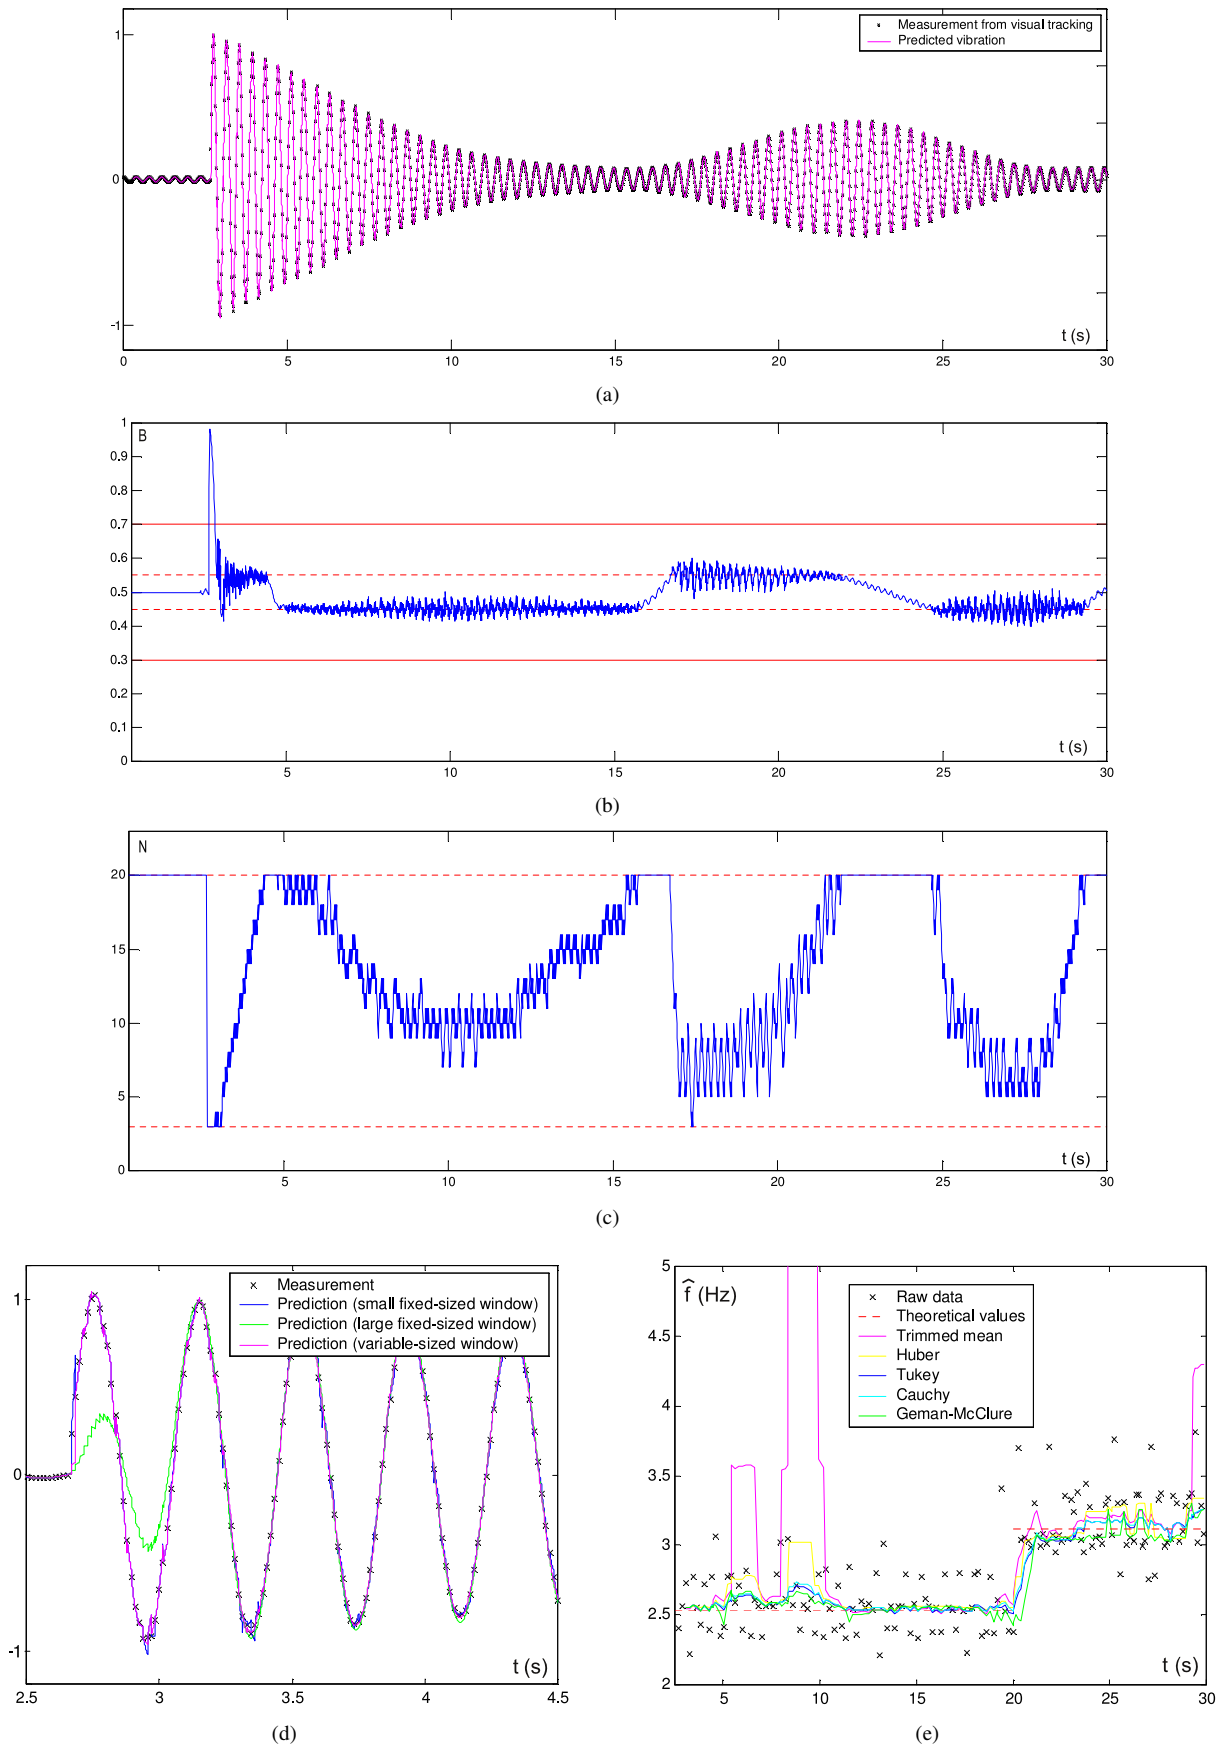 1
0
-1
Measurement from visual tracking
Predicted vibration
t (s)
0 5 10 15 20 25 30
(a)
B
1
0.9
0.8
0.7
0.6
0.5
0.4
0.3
0.2
0.1
0
t (s)
5 10 15 20 25 30
(b)
N
20
15
10
5
0
t (s)
5 10 15 20 25 30
(c)
1
0
-1
Measurement
Prediction (small fixed-sized window)
Prediction (large fixed-sized window)
Prediction (variable-sized window)
t (s)
2.5 3 3.5 4 4.5
(d)
5
4.5
4
3.5
3
2.5
2
f̂ (Hz)
Raw data
Theoretical values
Trimmed mean
Huber
Tukey
Cauchy
Geman-McClure
t (s)
5 10 15 20 25 30
(e)